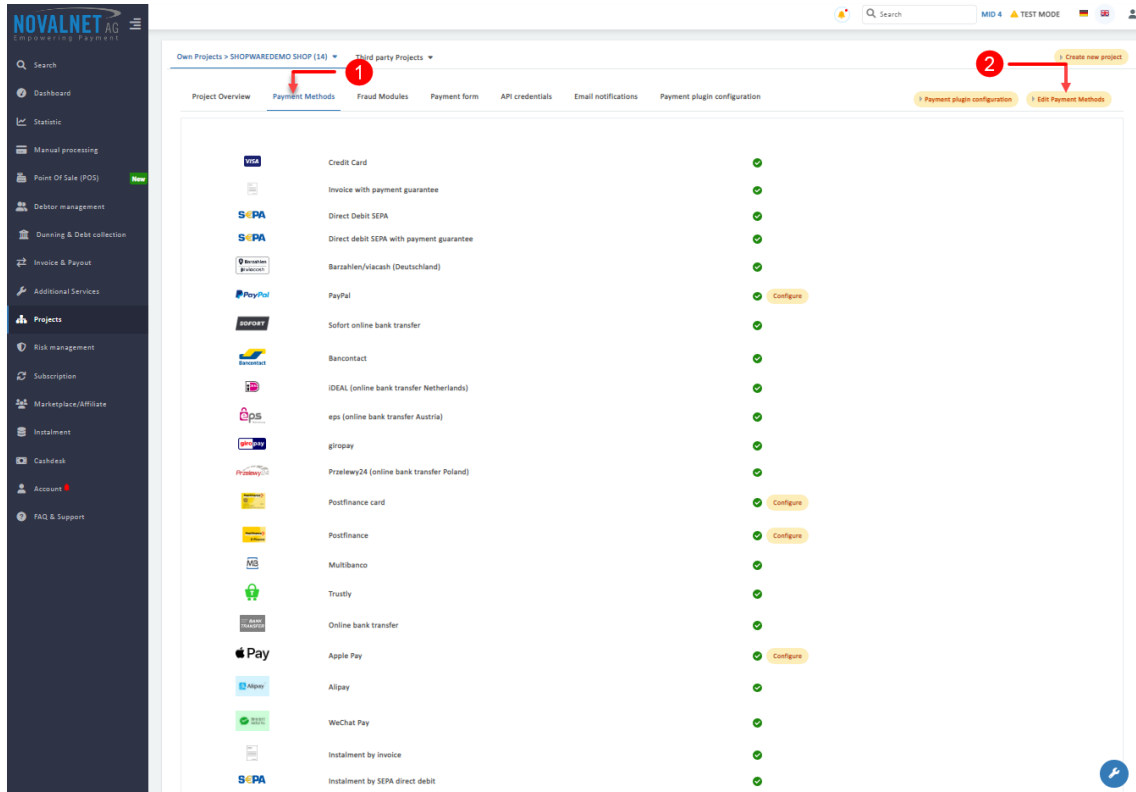 NOVALNET AG
Empowering Payment
Search
MID 4
TEST MODE
Search
Dashboard
Statistic
Manual processing
Point Of Sale (POS)
New
Debtor management
Dunning & Debt collection
Invoice & Payout
Additional Services
Projects
Risk management
Subscription
Marketplace/Affiliate
Instalment
Cashdesk
Account
FAQ & Support
Own Projects > SHOPWAREDEMO SHOP (14)
Third party Projects
1
2
Create new project
Project Overview
Payment Methods
Fraud Modules
Payment form
API credentials
Email notifications
Payment plugin configuration
Payment plugin configuration
Edit Payment Methods
VISA
Credit Card
Invoice with payment guarantee
SEPA
Direct Debit SEPA
SEPA
Direct debit SEPA with payment guarantee
Barzahlen
viacash
Barzahlen/viacash (Deutschland)
PayPal
PayPal
Configure
SOFORT
Sofort online bank transfer
Bancontact
Bancontact
iDEAL (online bank transfer Netherlands)
eps
eps (online bank transfer Austria)
giropay
giropay
Przelewy24
Przelewy24 (online bank transfer Poland)
Postfinance card
Configure
Postfinance
Configure
MB
Multibanco
Trustly
BANK
TRANSFER
Online bank transfer
Pay
Apple Pay
Configure
Alipay
Alipay
WeChat Pay
Instalment by invoice
SEPA
Instalment by SEPA direct debit